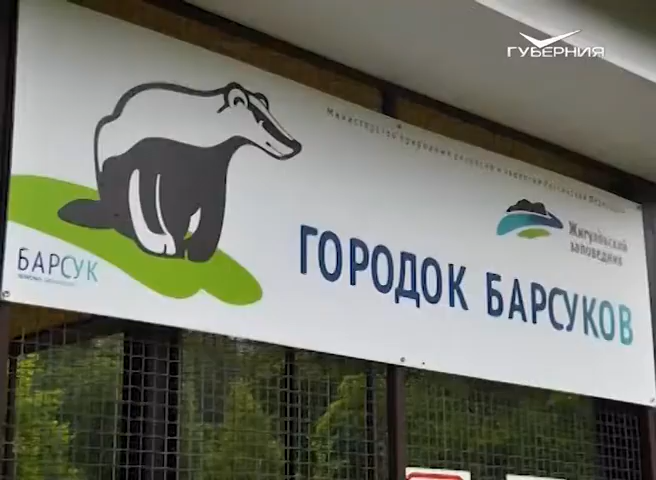 ГУБЕРНИЯ
Министерство природных ресурсов и экологии Российской Федерации
Жигулёвский
заповедник
ГОРОДОК БАРСУКОВ
БАРСУК